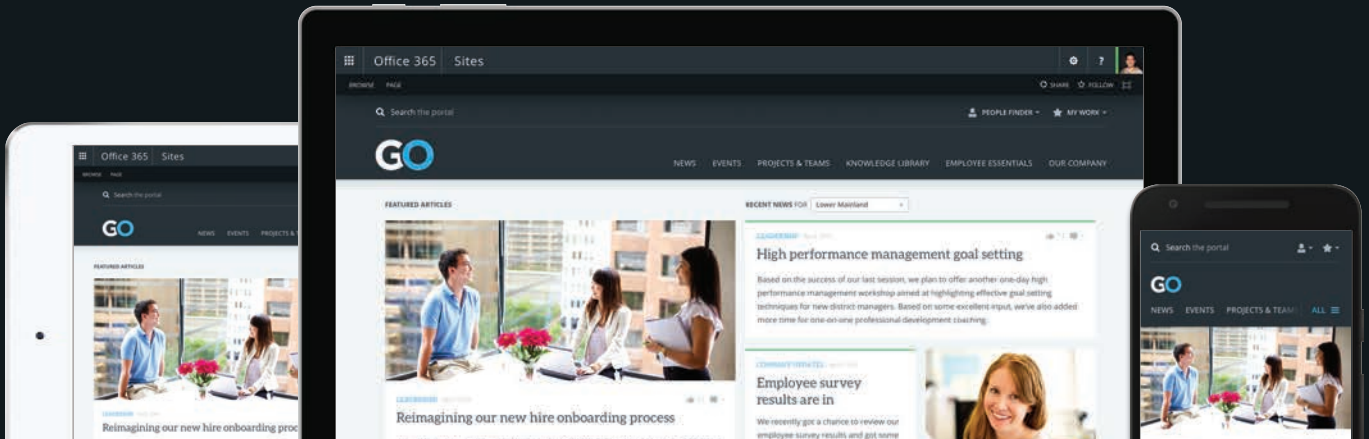 Office 365 Sites
BROWSE PAGE
Search the portal
GO
NEWS EVENTS PROJECTS &
FEATURED ARTICLES
LEADERSHIP
Reimagining our new hire onboarding proc
Office 365 Sites
?
BROWSE PAGE
SHARE FOLLOW
Search the portal
PEOPLE FINDER MY WORK
GO
NEWS EVENTS PROJECTS & TEAMS KNOWLEDGE LIBRARY EMPLOYEE ESSENTIALS OUR COMPANY
FEATURED ARTICLES
LEADERSHIP
Reimagining our new hire onboarding process
RECENT NEWS FOR Lower Mainland
LEADERSHIP
High performance management goal setting
Based on the success of our last session, we plan to offer another one-day high
performance management workshop aimed at highlighting effective goal setting
techniques for new district managers. Based on some excellent input, we've also added
more time for one-on-one professional development coaching.
COMPANY UPDATES
Employee survey
results are in
We recently got a chance to review our
employee survey results and got some
Search the portal
GO
NEWS EVENTS PROJECTS & TEAM ALL